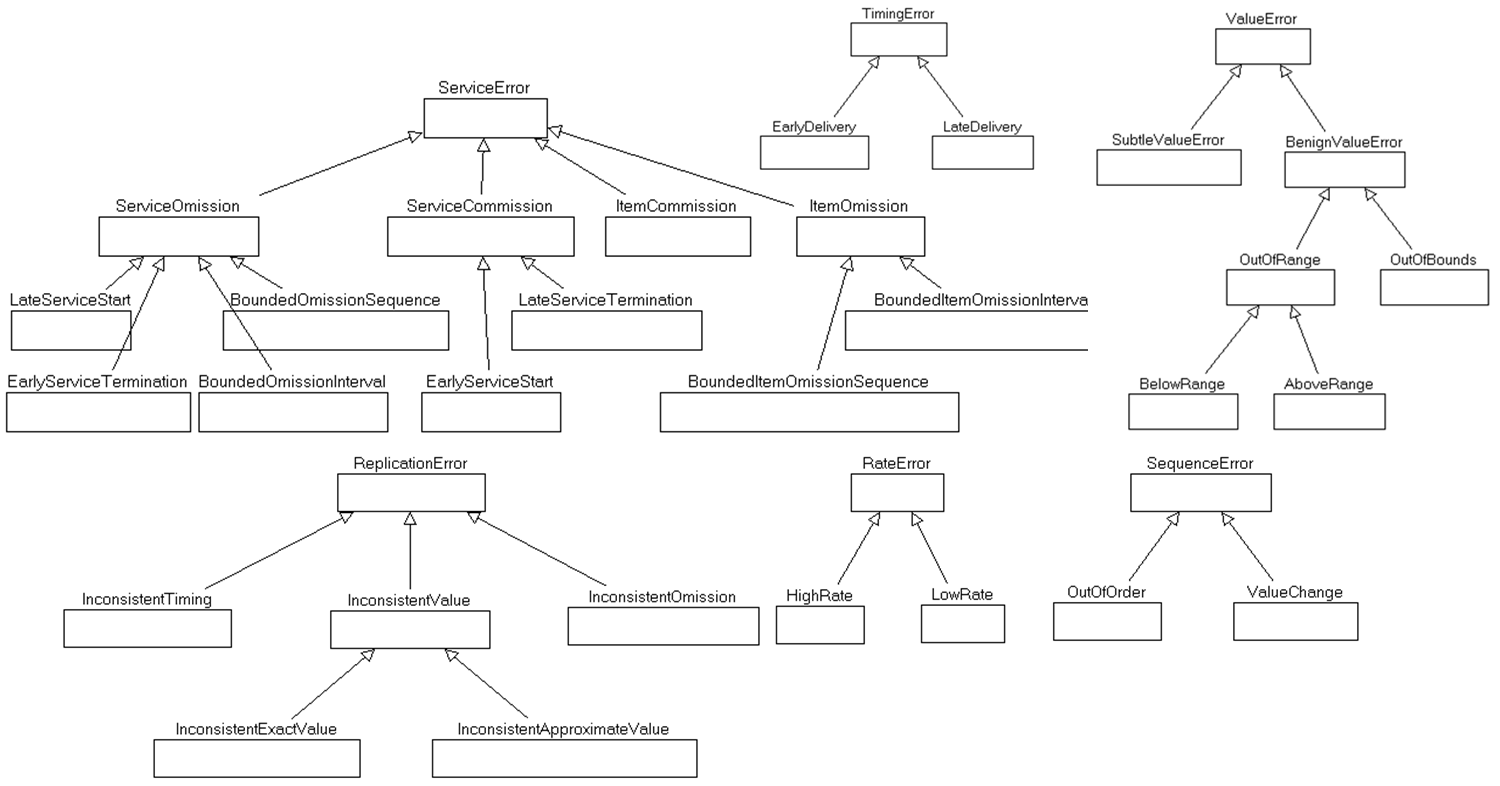 TimingError
ValueError
ServiceError
EarlyDelivery
LateDelivery
SubtleValueError
BenignValueError
ServiceOmission
ServiceCommission
ItemCommission
ItemOmission
OutOfRange
OutOfBounds
LateServiceStart
BoundedOmissionSequence
LateServiceTermination
BoundedItemOmissionInterva
EarlyServiceTermination
BoundedOmissionInterval
EarlyServiceStart
BoundedItemOmissionSequence
BelowRange
AboveRange
ReplicationError
RateError
SequenceError
InconsistentTiming
InconsistentValue
InconsistentOmission
HighRate
LowRate
OutOfOrder
ValueChange
InconsistentExactValue
InconsistentApproximateValue